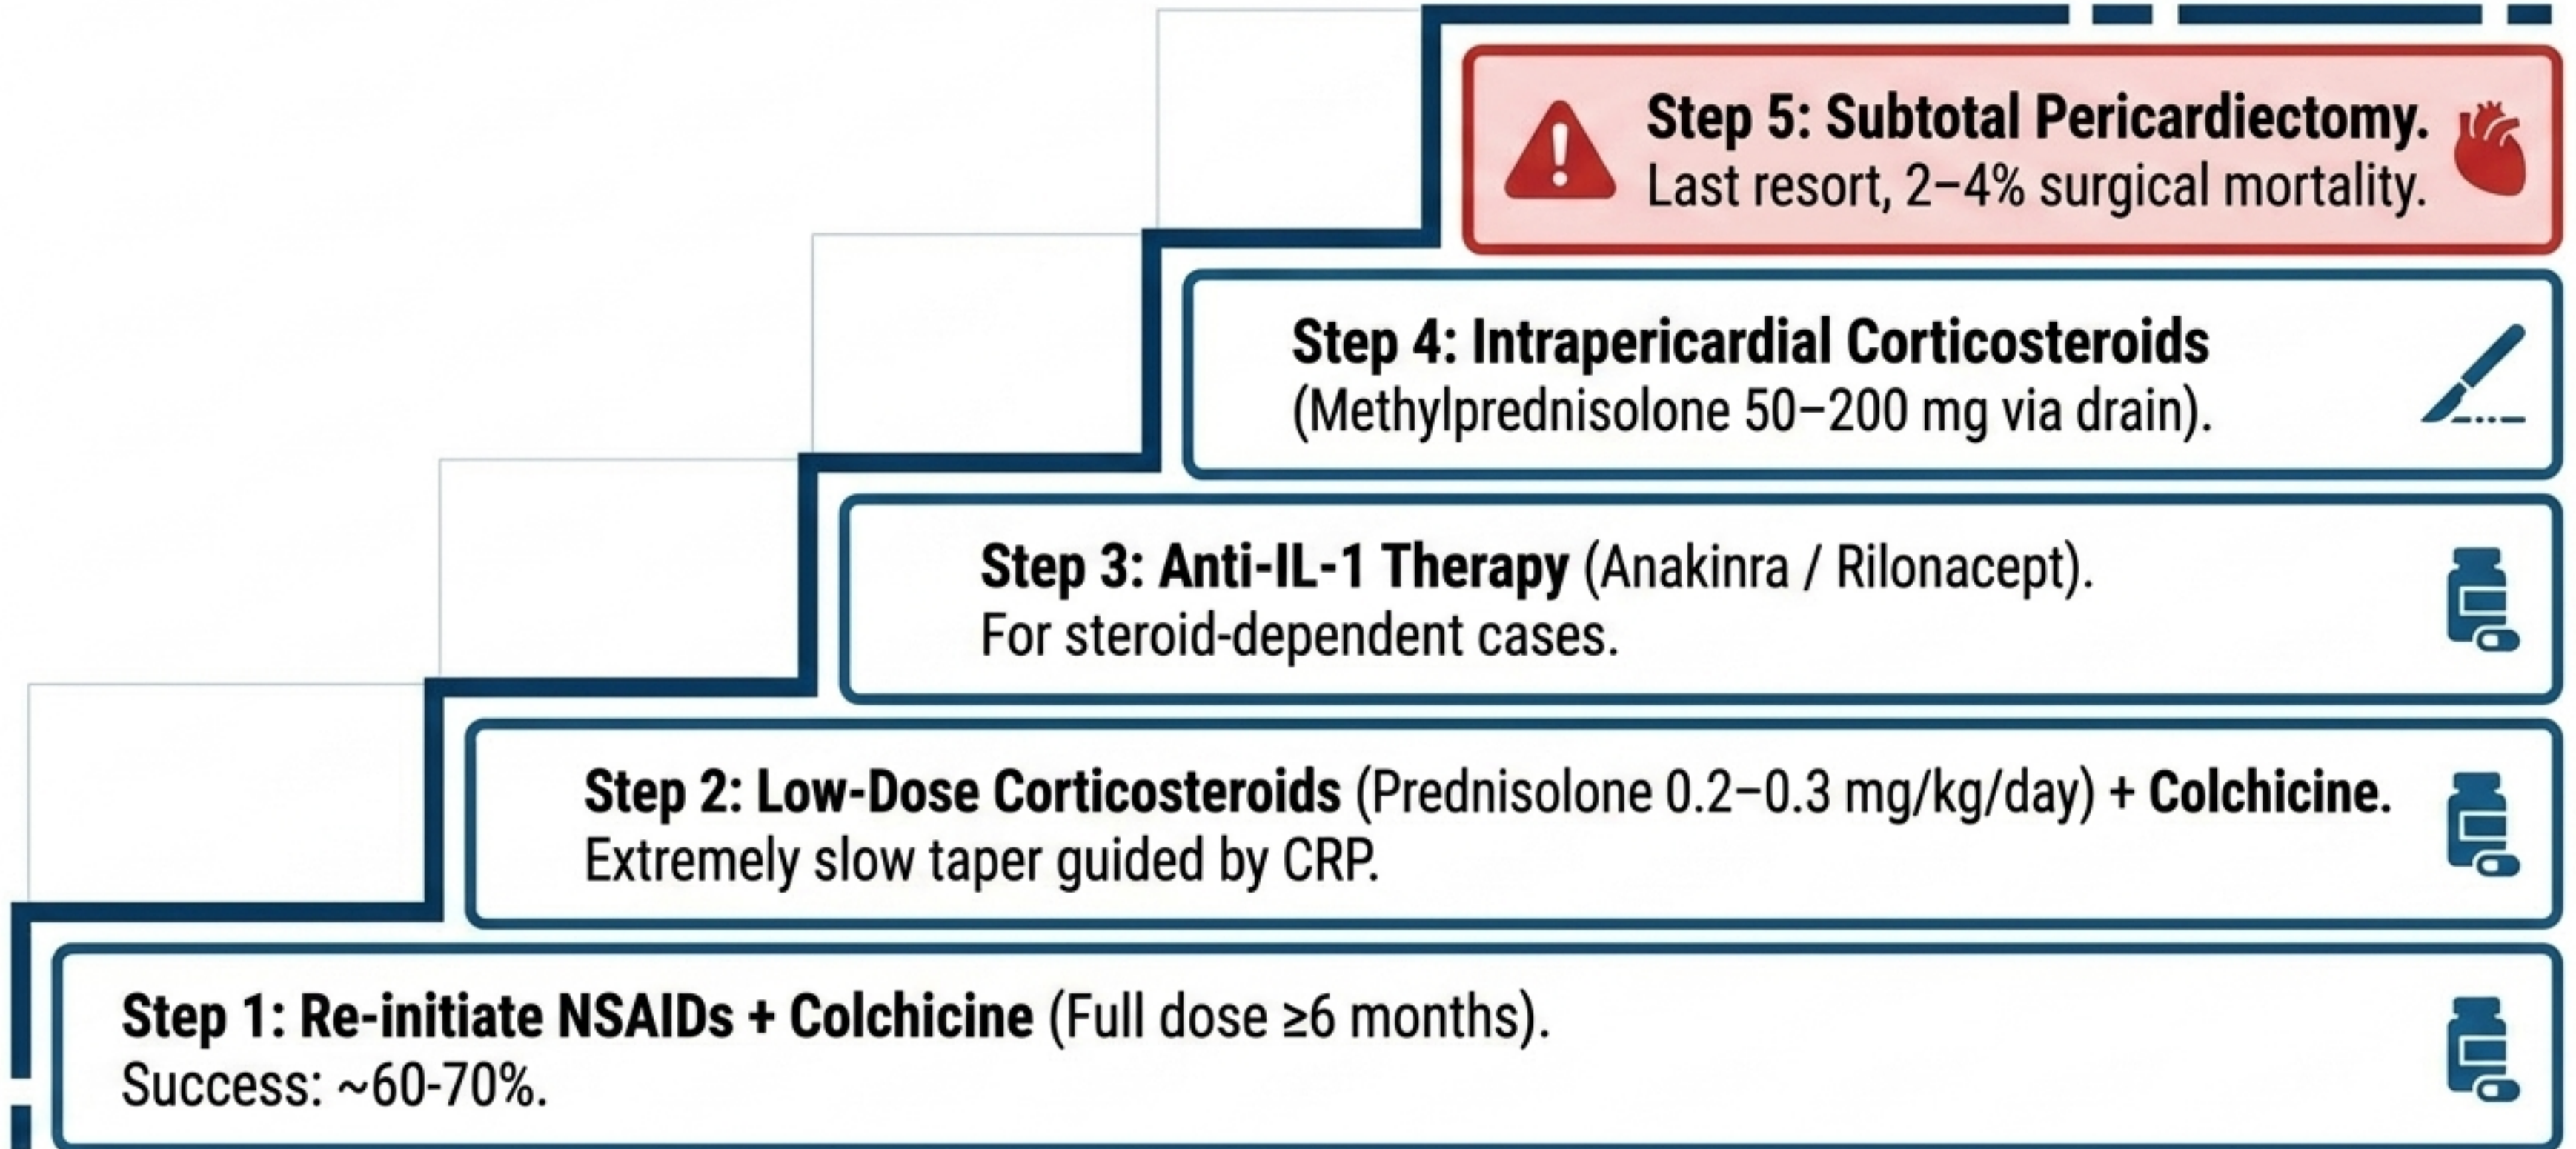 Step 5: Subtotal Pericardiectomy.
Last resort, 2–4% surgical mortality.
Step 4: Intrapericardial Corticosteroids
(Methylprednisolone 50–200 mg via drain).
Step 3: Anti-IL-1 Therapy (Anakinra / Rilonacept).
For steroid-dependent cases.
Step 2: Low-Dose Corticosteroids (Prednisolone 0.2–0.3 mg/kg/day) + Colchicine.
Extremely slow taper guided by CRP.
Step 1: Re-initiate NSAIDs + Colchicine (Full dose ≥6 months).
Success: ~60-70%.